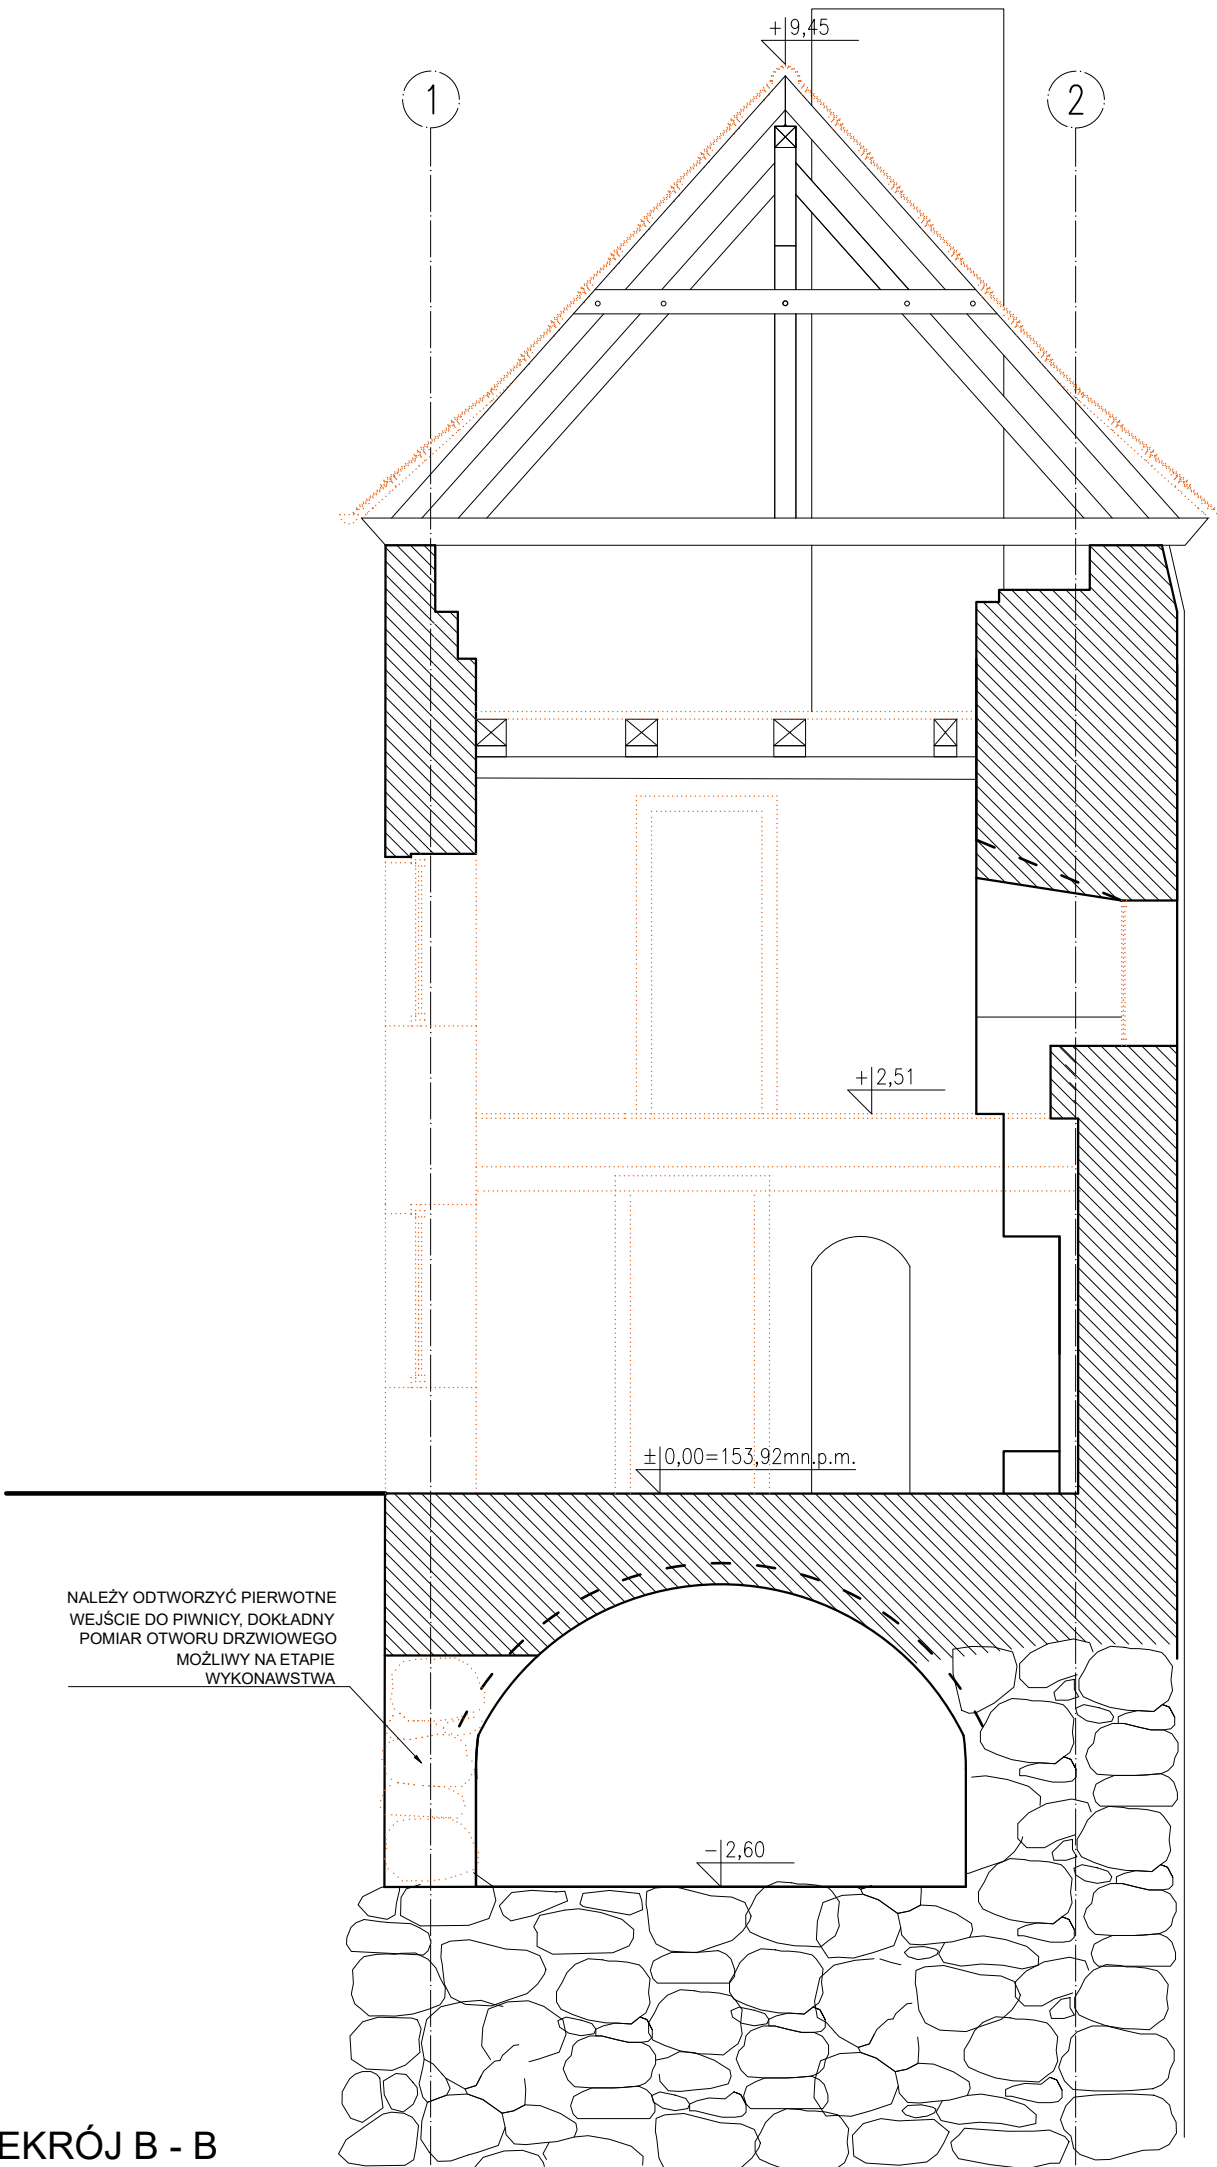 +9,45
1
2
+2,51
±0,00=153,92mn.p.m.
NALEŻY ODTWORZYĆ PIERWOTNE
WEJŚCIE DO PIWNICY, DOKŁADNY
POMIAR OTWORU DRZWIOWEGO
MOŻLIWY NA ETAPIE
WYKONAWSTWA
-2,60
EKRÓJ B - B